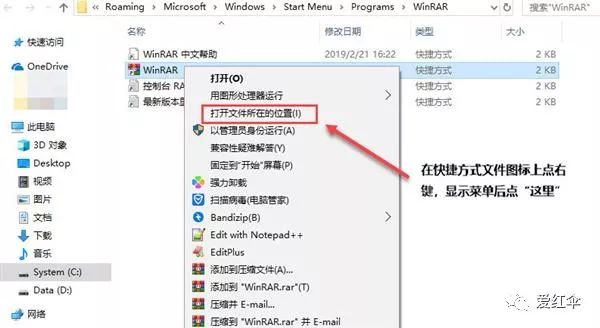 Roaming > Microsoft > Windows > Start Menu > Programs > WinRAR
搜索"WinRAR"
名称
修改日期
类型
大小
快速访问
OneDrive
此电脑
3D 对象
Desktop
视频
图片
文档
下载
音乐
System (C:)
Data (D:)
网络
WinRAR 中文帮助 2019/2/21 16:22 快捷方式 2 KB
WinRAR 快捷方式 2 KB
控制台 RA 快捷方式 2 KB
最新版本显 快捷方式 2 KB
打开(O)
用图形处理器运行
打开文件所在的位置(I)
以管理员身份运行(A)
兼容性疑难解答(Y)
固定到"开始"屏幕(P)
强力卸载
扫描病毒(电脑管家)
Bandizip(B)
Edit with Notepad++
EditPlus
添加到压缩文件(A)...
添加到 "WinRAR.rar"(T)
压缩并 E-mail...
压缩到 "WinRAR.rar" 并 E-mail
在快捷方式文件图标上点右
键，显示菜单后点“这里”
爱红伞